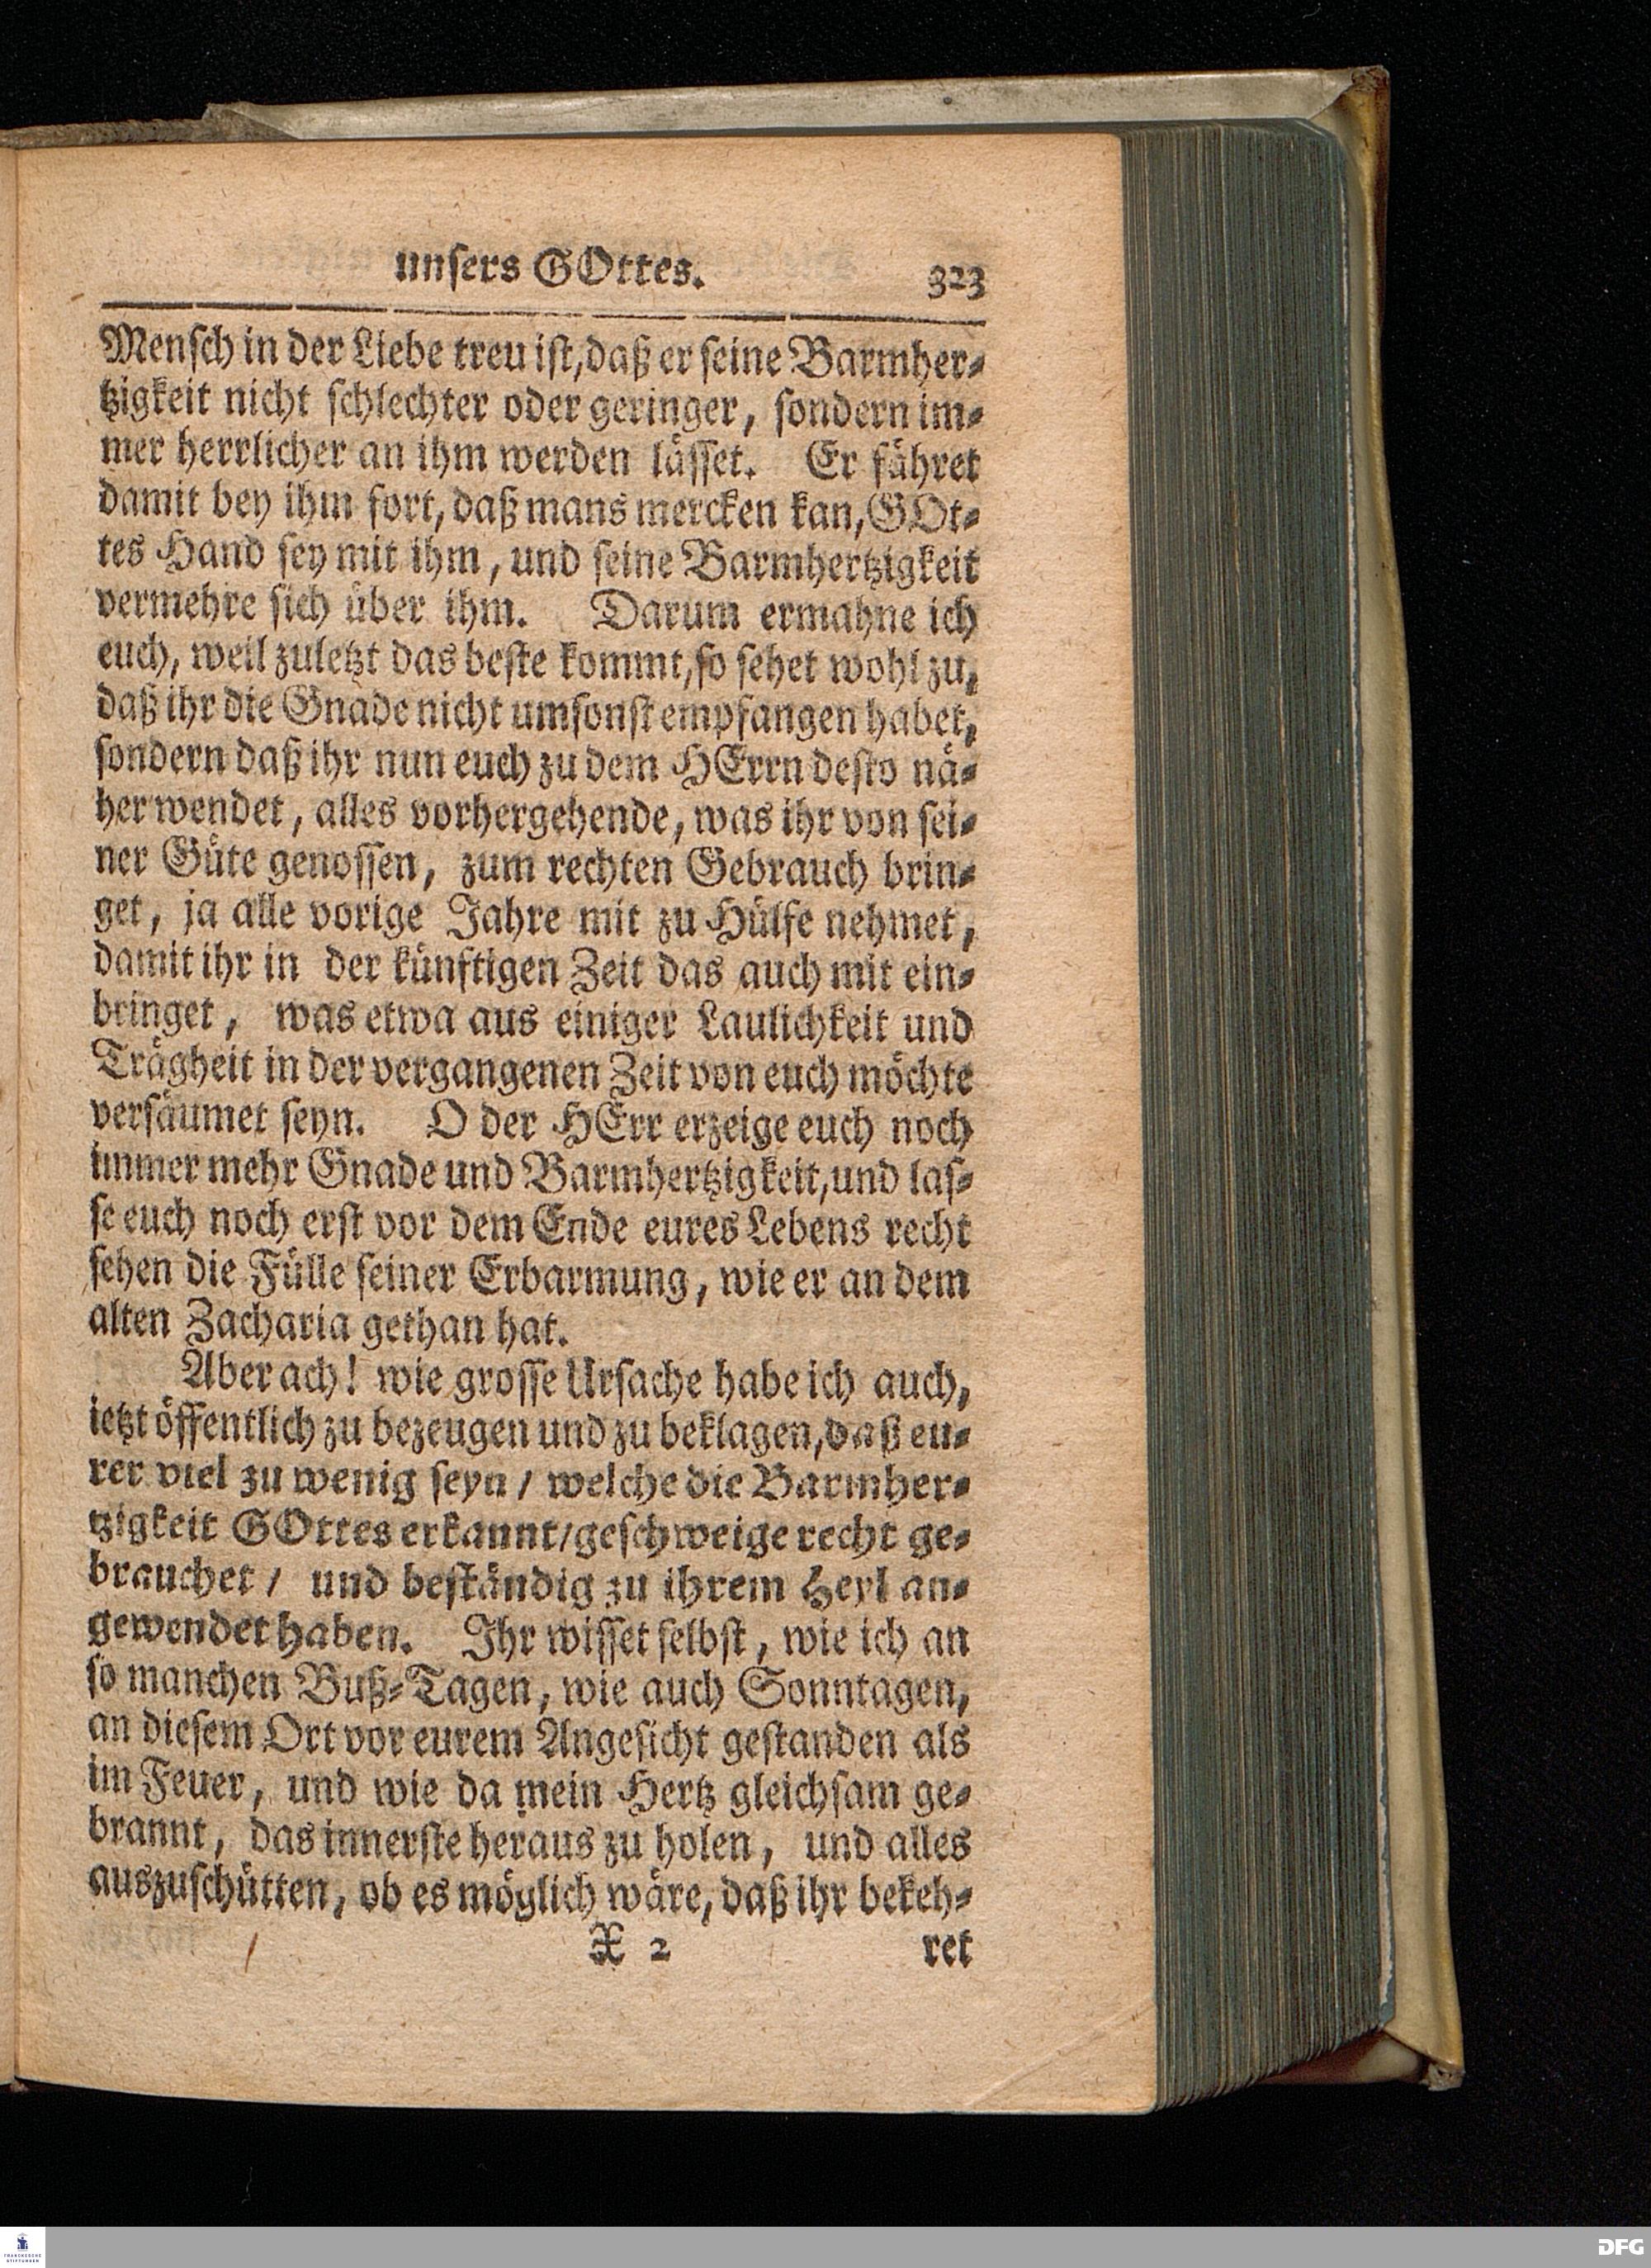 unsers GOttes.
323
Mensch in der Liebe treu ist, daß er seine Barmher-
tzigkeit nicht schlechter oder geringer, sondern im-
mer herrlicher an ihm werden lässet. Er fähret
damit bey ihm fort, daß mans mercken kan, GOt-
tes Hand sey mit ihm, und seine Barmhertzigkeit
vermehre sich über ihm. Darum ermahne ich
euch, weil zuletzt das beste kommt, so sehet wohl zu,
daß ihr die Gnade nicht umsonst empfangen habet,
sondern daß ihr nun euch zu dem HErrn desto nä-
her wendet, alles vorhergehende, was ihr von sei-
ner Güte genossen, zum rechten Gebrauch brin-
get, ja alle vorige Jahre mit zu Hülfe nehmet,
damit ihr in der künftigen Zeit das auch mit ein-
bringet, was etwa aus einiger Laulichkeit und
Trägheit in der vergangenen Zeit von euch möchte
versäumet seyn. O der HErr erzeige euch noch
immer mehr Gnade und Barmhertzigkeit, und las-
se euch noch erst vor dem Ende eures Lebens recht
sehen die Fülle seiner Erbarmung, wie er an dem
alten Zacharia gethan hat.
Aber ach! wie grosse Ursache habe ich auch,
ietzt öffentlich zu bezeugen und zu beklagen, daß eu-
rer viel zu wenig seyn / welche die Barmher-
tzigkeit GOttes erkannt / geschweige recht ge-
brauchet / und beständig zu ihrem Heyl an-
gewendet haben. Ihr wisset selbst, wie ich an
so manchen Buß-Tagen, wie auch Sonntagen,
an diesem Ort vor eurem Angesicht gestanden als
im Feuer, und wie da mein Hertz gleichsam ge-
brannt, das innerste heraus zu holen, und alles
auszuschütten, ob es möglich wäre, daß ihr bekeh-
X 2
ret
FRANCKESCHE
STIFTUNGEN
DFG